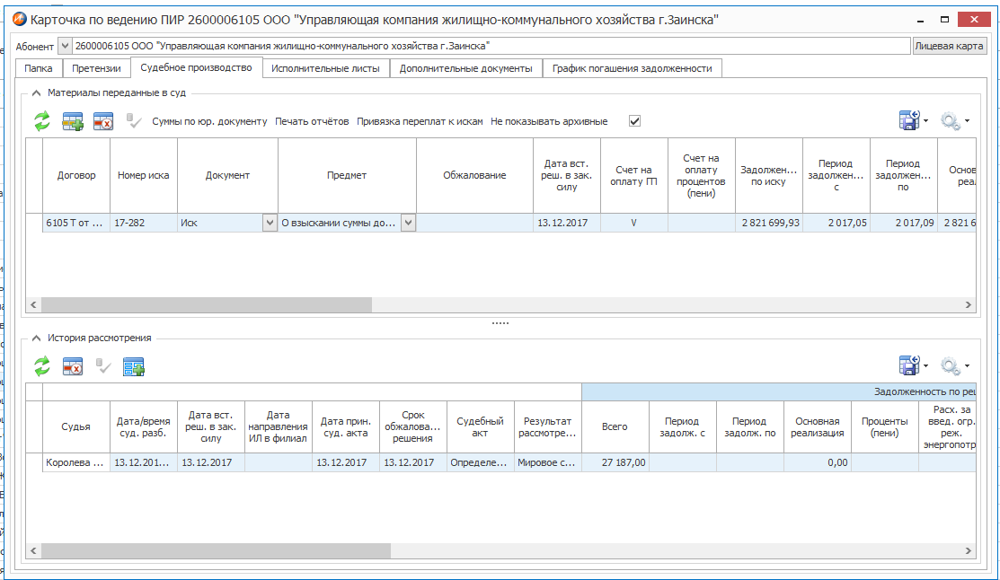 Карточка по ведению ПИР 2600006105 ООО "Управляющая компания жилищно-коммунального хозяйства г.Заинска"
Абонент 2600006105 ООО "Управляющая компания жилищно-коммунального хозяйства г.Заинска" Лицевая карта
Папка Претензии Судебное производство Исполнительные листы Дополнительные документы График погашения задолженности
Материалы переданные в суд
Суммы по юр. документу Печать отчётов Привязка переплат к искам Не показывать архивные
Договор Номер иска Документ Предмет Обжалование Дата вст. реш. в зак. силу Счет на оплату ГП Счет на оплату процентов (пени) Задолжен... по иску Период задолжен... с Период задолжен... по Основ реал
6105 Т от ... 17-282 Иск О взыскании суммы до... 13.12.2017 V 2 821 699,93 2 017,05 2 017,09 2 821 6
История рассмотрения
Задолженность по реш
Судья Дата/время суд. разб. Дата вст. реш. в зак. силу Дата направления ИЛ в филиал Дата прин. суд. акта Срок обжалова... решения Судебный акт Результат рассмотре... Всего Период задолж. с Период задолж. по Основная реализация Проценты (пени) Расх. за введ. огр. реж. энергопотр
Королева ... 13.12.201... 13.12.2017 13.12.2017 13.12.2017 Определе... Мировое с... 27 187,00 0,00